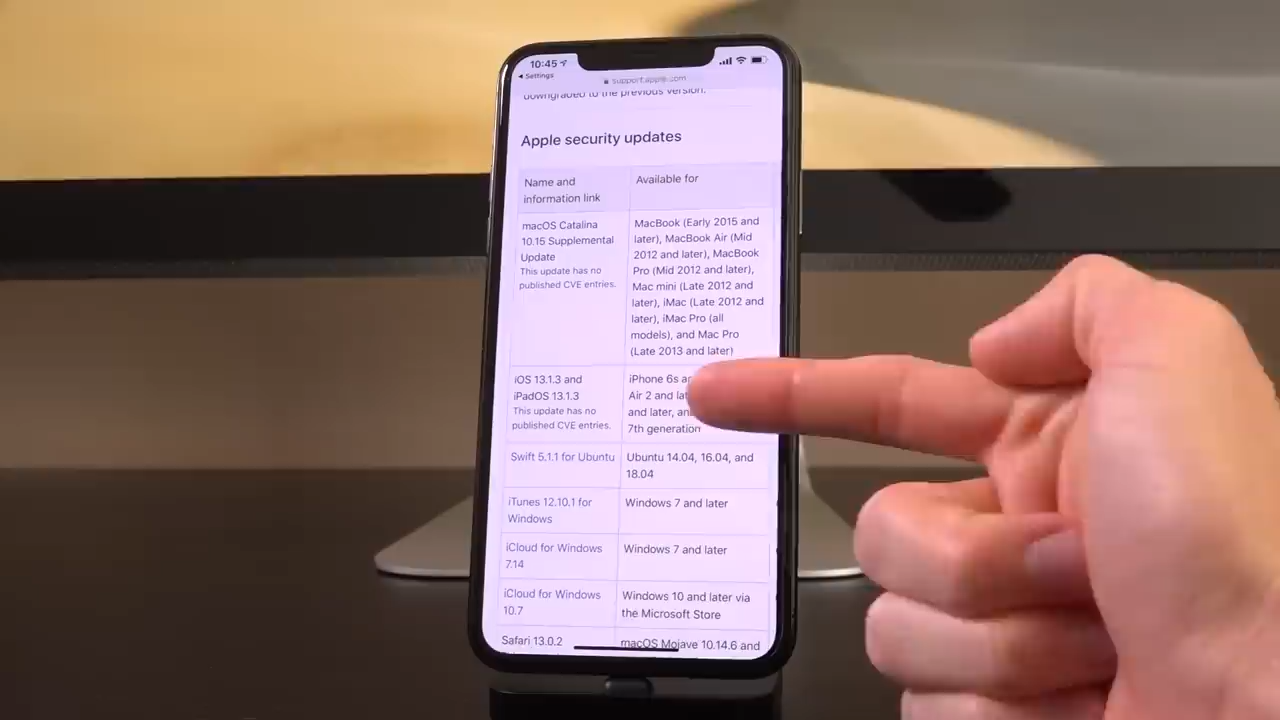 10:45
Settings
support.apple.com
downgraded to the previous version.
Apple security updates
Name and
information link
Available for
macOS Catalina
10.15 Supplemental
Update
This update has no
published CVE entries.
MacBook (Early 2015 and
later), MacBook Air (Mid
2012 and later), MacBook
Pro (Mid 2012 and later),
Mac mini (Late 2012 and
later), iMac (Late 2012 and
later), iMac Pro (all
models), and Mac Pro
(Late 2013 and later)
iOS 13.1.3 and
iPadOS 13.1.3
This update has no
published CVE entries.
iPhone 6s
Air 2 and
and later,
7th generation
Swift 5.1.1 for Ubuntu
Ubuntu 14.04, 16.04, and
18.04
iTunes 12.10.1 for
Windows
Windows 7 and later
iCloud for Windows
7.14
Windows 7 and later
iCloud for Windows
10.7
Windows 10 and later via
the Microsoft Store
Safari 13.0.2
macOS Mojave 10.14.6 and